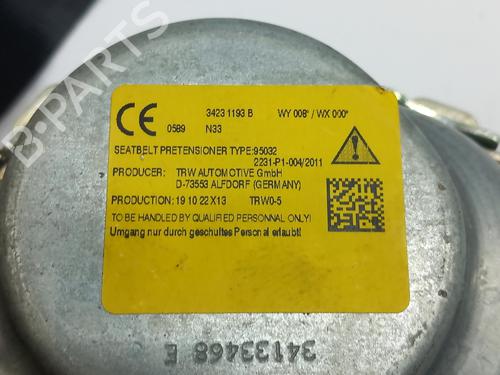 B-PARTS
34231193 B WY 008* / WX 000*
CE 0589 N33
SEATBELT PRETENSIONER TYPE: 95032
2231-P1-004/2011
PRODUCER: TRW AUTOMOTIVE GmbH
D-73553 ALFDORF (GERMANY)
PRODUCTION: 19 10 22 X13 TRW0-5
TO BE HANDLED BY QUALIFIED PERSONNAL ONLY!
Umgang nur durch geschultes Personal erlaubt!
34133468 E